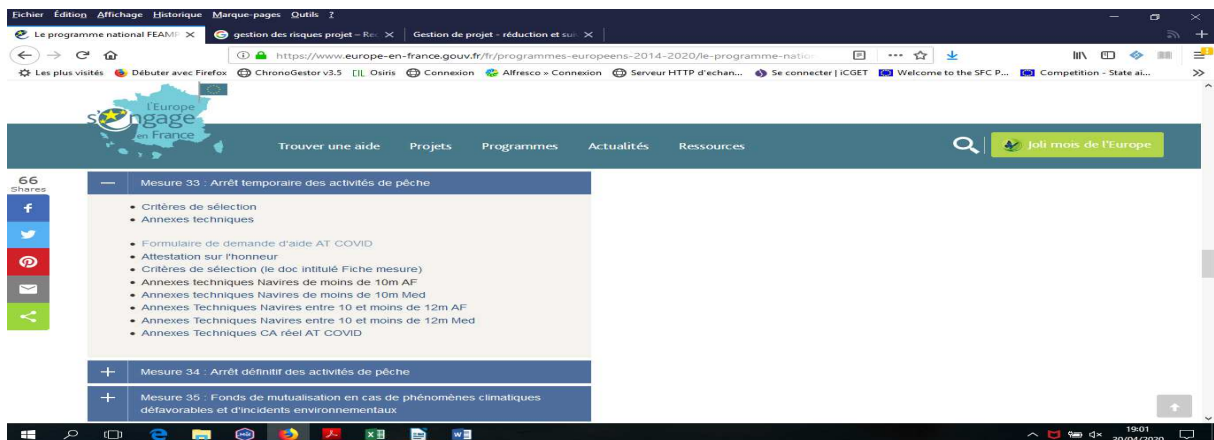 Fichier Édition Affichage Historique Marque-pages Outils ?
Le programme national FEAMP
gestion des risques projet – Rec
Gestion de projet - réduction et sui
https://www.europe-en-france.gouv.fr/fr/programmes-europeens-2014-2020/le-programme-natio
Les plus visités Débuter avec Firefox ChronoGestor v3.5 Osiris Connexion Alfresco » Connexion Serveur HTTP d'echan... Se connecter | iCGET Welcome to the SFC P... Competition - State ai...
l'Europe
s'engage
en France
Trouver une aide Projets Programmes Actualités Ressources Joli mois de l'Europe
66
Shares
Mesure 33 : Arrêt temporaire des activités de pêche
• Critères de sélection
• Annexes techniques
• Formulaire de demande d'aide AT COVID
• Attestation sur l'honneur
• Critères de sélection (le doc intitulé Fiche mesure)
• Annexes techniques Navires de moins de 10m AF
• Annexes techniques Navires de moins de 10m Med
• Annexes Techniques Navires entre 10 et moins de 12m AF
• Annexes Techniques Navires entre 10 et moins de 12m Med
• Annexes Techniques CA réel AT COVID
Mesure 34 : Arrêt définitif des activités de pêche
Mesure 35 : Fonds de mutualisation en cas de phénomènes climatiques
défavorables et d'incidents environnementaux
19:01
30/04/2020